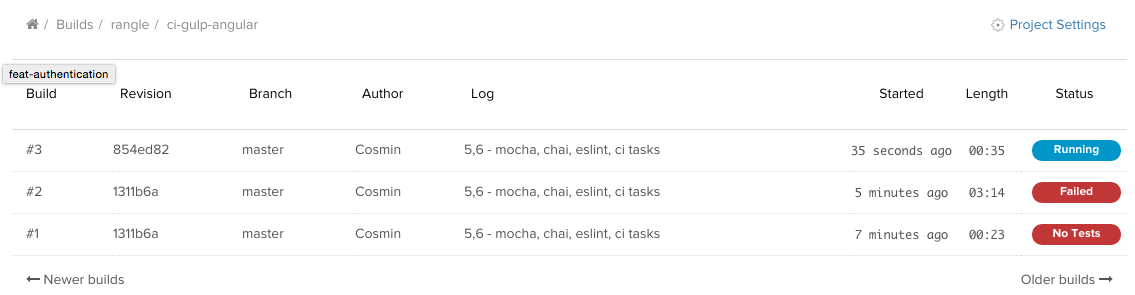 / Builds / rangle / ci-gulp-angular Project Settings
feat-authentication
Build Revision Branch Author Log Started Length Status
#3 854ed82 master Cosmin 5,6 - mocha, chai, eslint, ci tasks 35 seconds ago 00:35 Running
#2 1311b6a master Cosmin 5,6 - mocha, chai, eslint, ci tasks 5 minutes ago 03:14 Failed
#1 1311b6a master Cosmin 5,6 - mocha, chai, eslint, ci tasks 7 minutes ago 00:23 No Tests
← Newer builds Older builds →